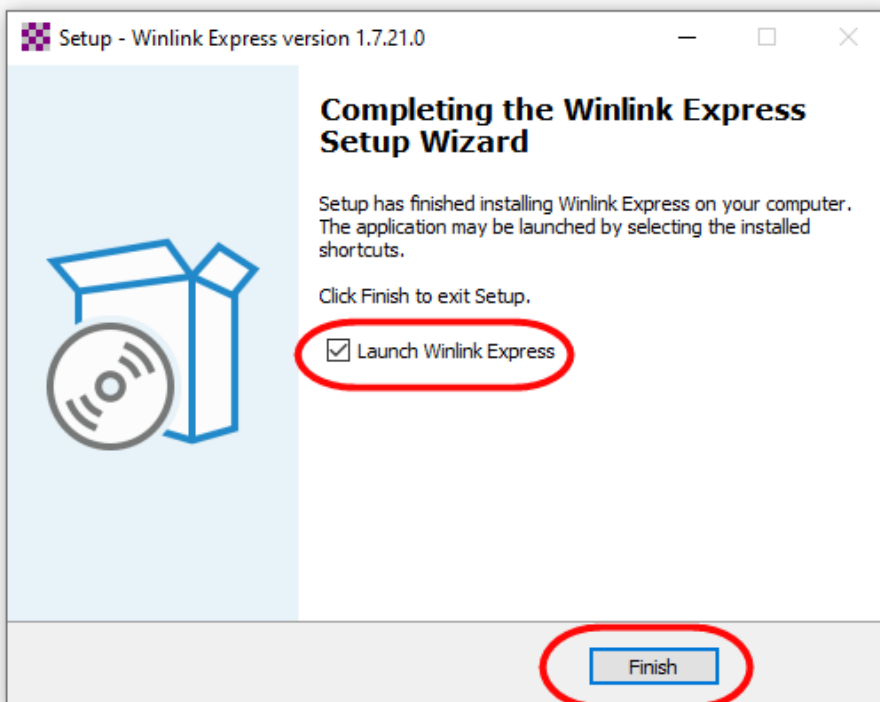 Setup - Winlink Express version 1.7.21.0
Completing the Winlink Express
Setup Wizard
Setup has finished installing Winlink Express on your computer.
The application may be launched by selecting the installed
shortcuts.
Click Finish to exit Setup.
Launch Winlink Express
Finish